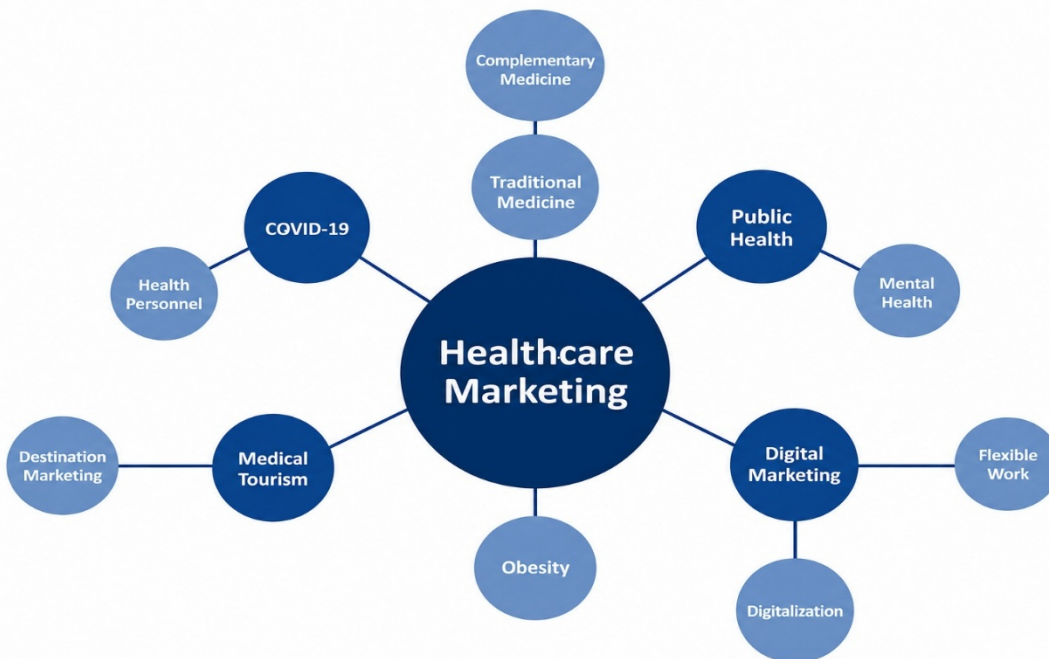 Complementary
Medicine
Traditional
Medicine
COVID-19
Public
Health
Health
Personnel
Mental
Health
Healthcare
Marketing
Destination
Marketing
Medical
Tourism
Digital
Marketing
Flexible
Work
Obesity
Digitalization